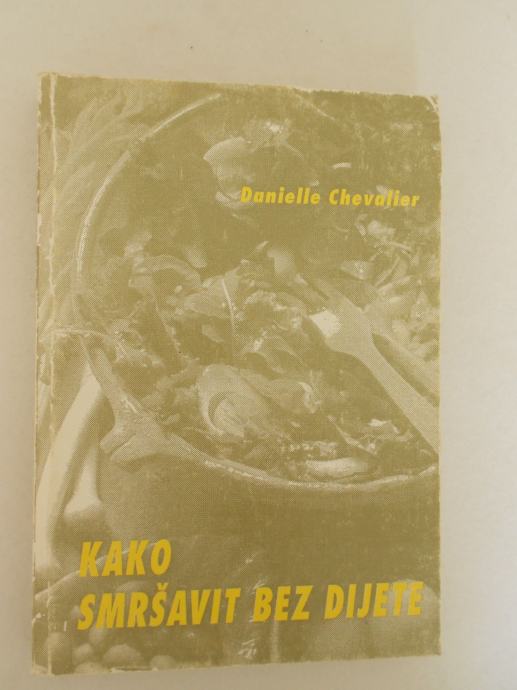 Danielle Chevalier
KAKO
SMRŠAVIT BEZ DIJETE